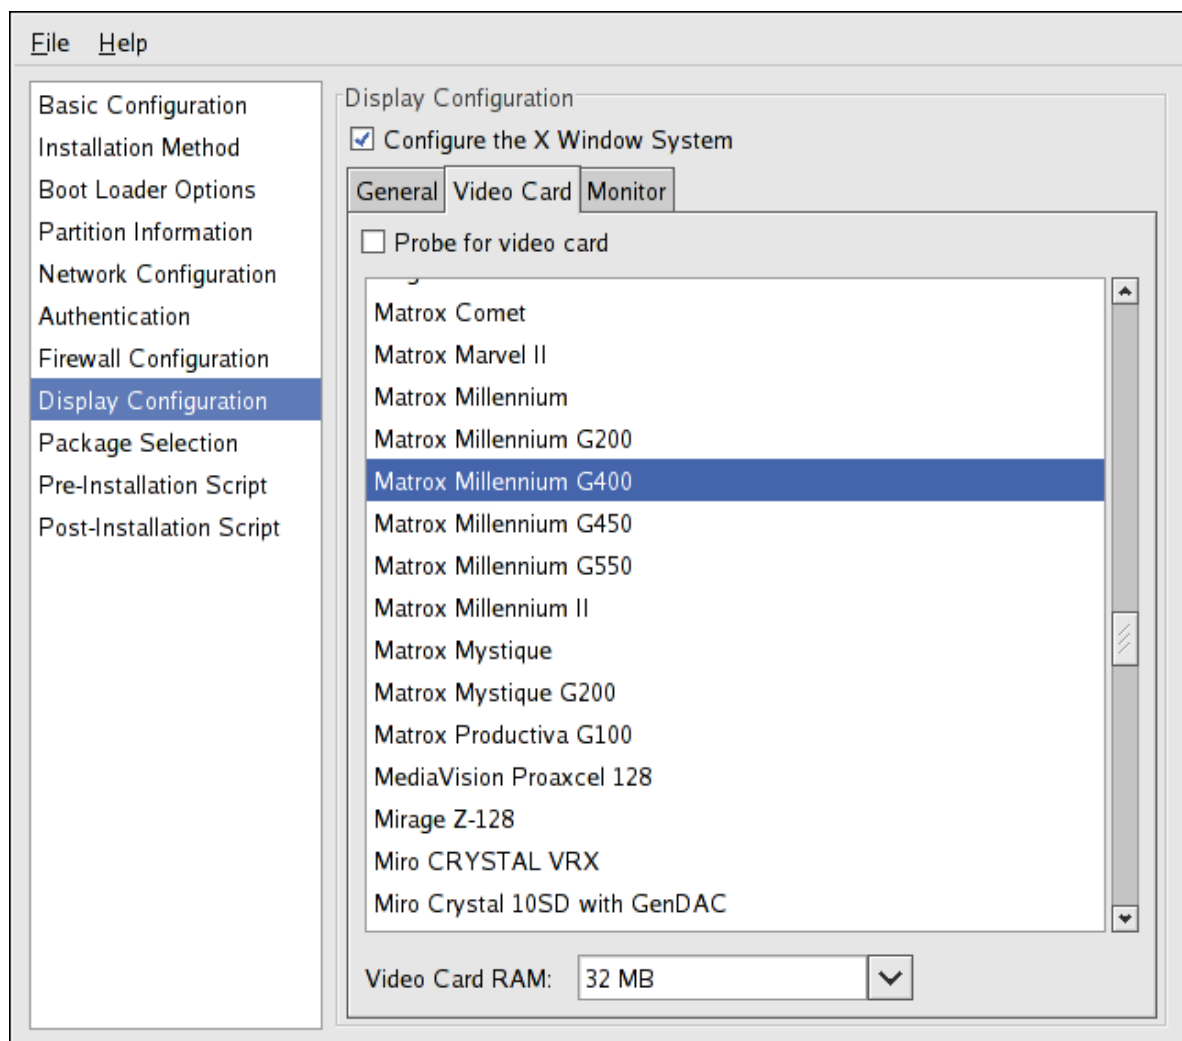 File Help
Basic Configuration
Installation Method
Boot Loader Options
Partition Information
Network Configuration
Authentication
Firewall Configuration
Display Configuration
Package Selection
Pre-Installation Script
Post-Installation Script
Display Configuration
Configure the X Window System
General Video Card Monitor
Probe for video card
Matrox Comet
Matrox Marvel II
Matrox Millennium
Matrox Millennium G200
Matrox Millennium G400
Matrox Millennium G450
Matrox Millennium G550
Matrox Millennium II
Matrox Mystique
Matrox Mystique G200
Matrox Productiva G100
MediaVision Proaxcel 128
Mirage Z-128
Miro CRYSTAL VRX
Miro Crystal 10SD with GenDAC
Video Card RAM: 32 MB